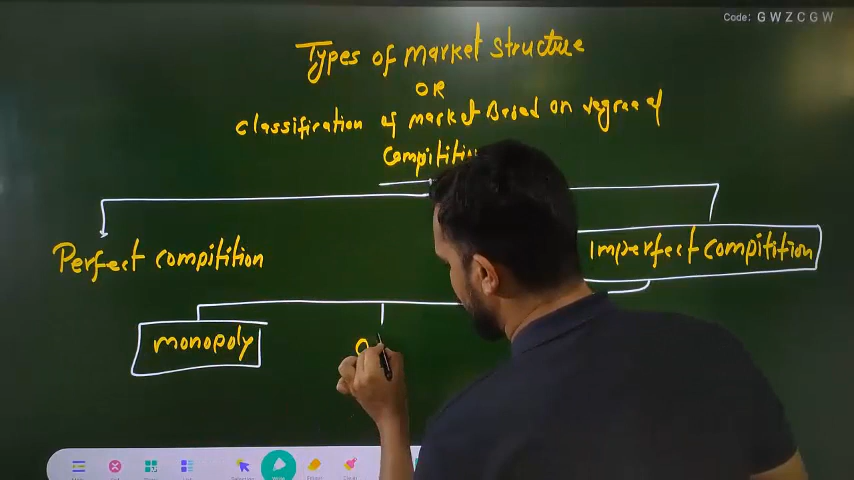 Code: GWZCGW
Types of market structure
OR
classification of market Based on degree of
Compitition
Perfect compitition
Imperfect compitition
monopoly